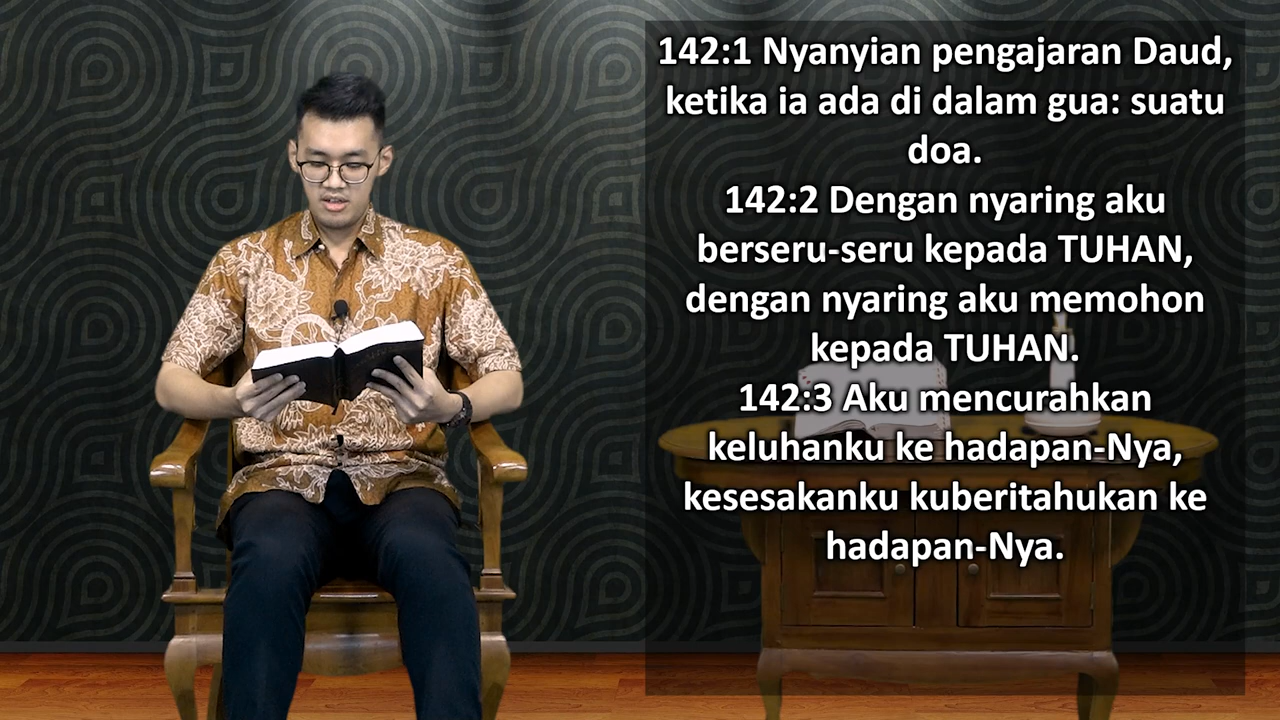 142:1 Nyanyian pengajaran Daud,
ketika ia ada di dalam gua: suatu
doa.
142:2 Dengan nyaring aku
berseru-seru kepada TUHAN,
dengan nyaring aku memohon
kepada TUHAN.
142:3 Aku mencurahkan
keluhanku ke hadapan-Nya,
kesesakanku kuberitahukan ke
hadapan-Nya.